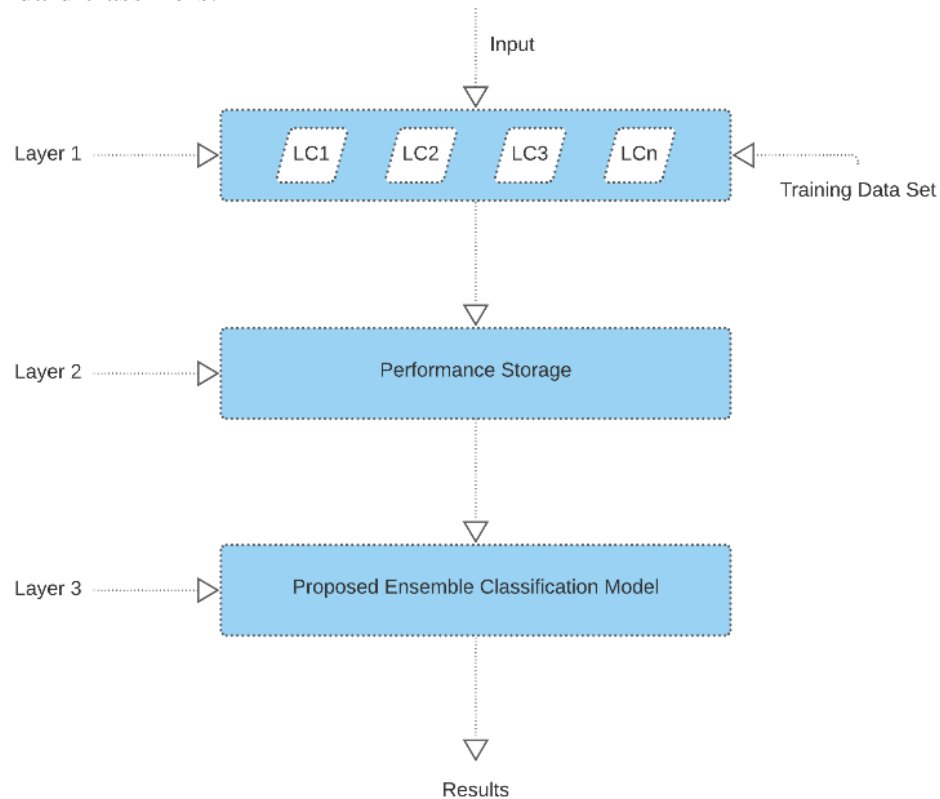 Input
Layer 1
LC1
LC2
LC3
LCn
Training Data Set
Layer 2
Performance Storage
Layer 3
Proposed Ensemble Classification Model
Results